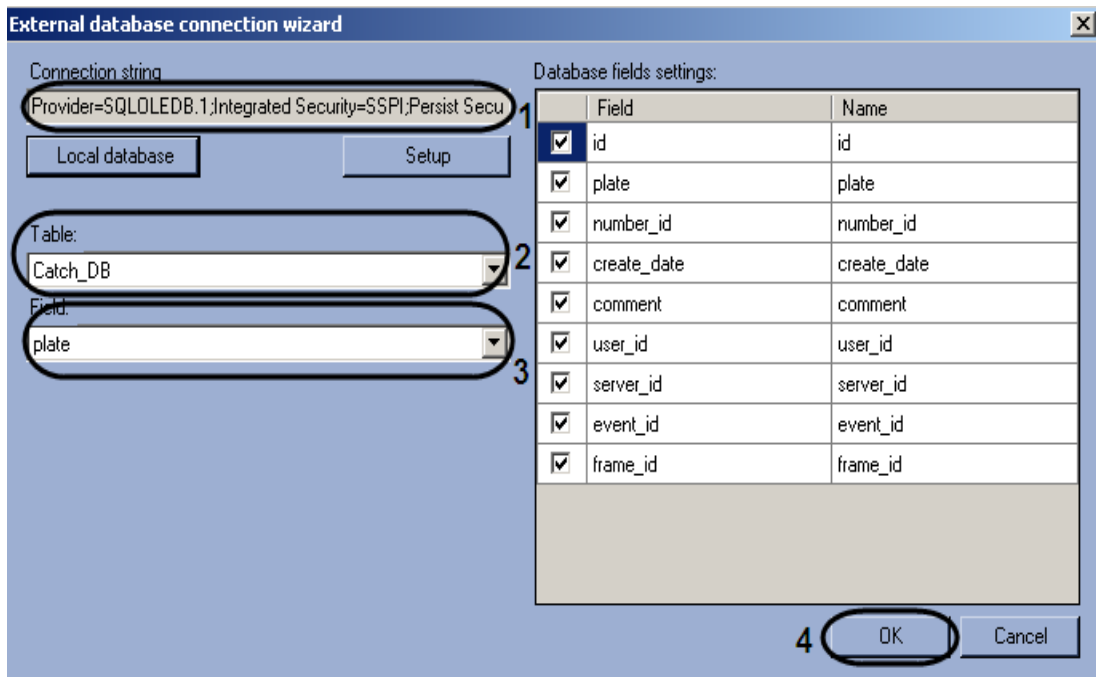 External database connection wizard
Connection string
Provider=SQLOLEDB.1;Integrated Security=SSPI;Persist Secu
1
Local database
Setup
Table:
Catch_DB
2
Field:
plate
3
Database fields settings:
Field Name
id id
plate plate
number_id number_id
create_date create_date
comment comment
user_id user_id
server_id server_id
event_id event_id
frame_id frame_id
4
OK
Cancel